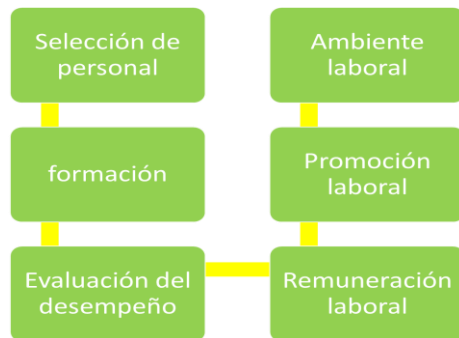 Selección de
personal
formación
Evaluación del
desempeño
Remuneración
laboral
Promoción
laboral
Ambiente
laboral